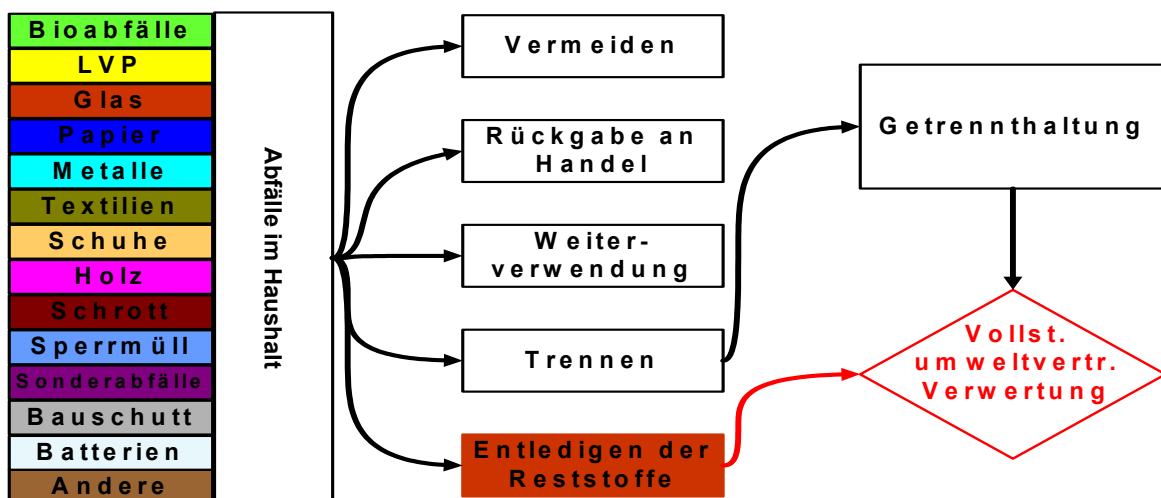 Bioabfälle
LVP
Glas
Papier
Metalle
Textilien
Schuhe
Holz
Schrott
Sperrmüll
Sonderabfälle
Bauschutt
Batterien
Andere
Abfälle im Haushalt
Vermeiden
Rückgabe an
Handel
Weiter-
verwendung
Trennen
Entledigen der
Reststoffe
Getrennthaltung
Vollst.
umweltvertr.
Verwertung